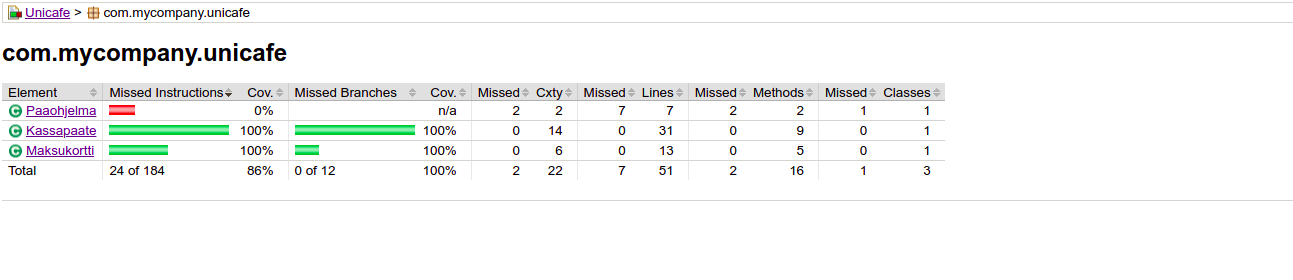 Unicafe > com.mycompany.unicafe
com.mycompany.unicafe
Element Missed Instructions Cov. Missed Branches Cov. Missed Cxty Missed Lines Missed Methods Missed Classes
Paaohjelma 0% n/a 2 2 7 7 2 2 1 1
Kassapaate 100% 100% 0 14 0 31 0 9 0 1
Maksukortti 100% 100% 0 6 0 13 0 5 0 1
Total 24 of 184 86% 0 of 12 100% 2 22 7 51 2 16 1 3